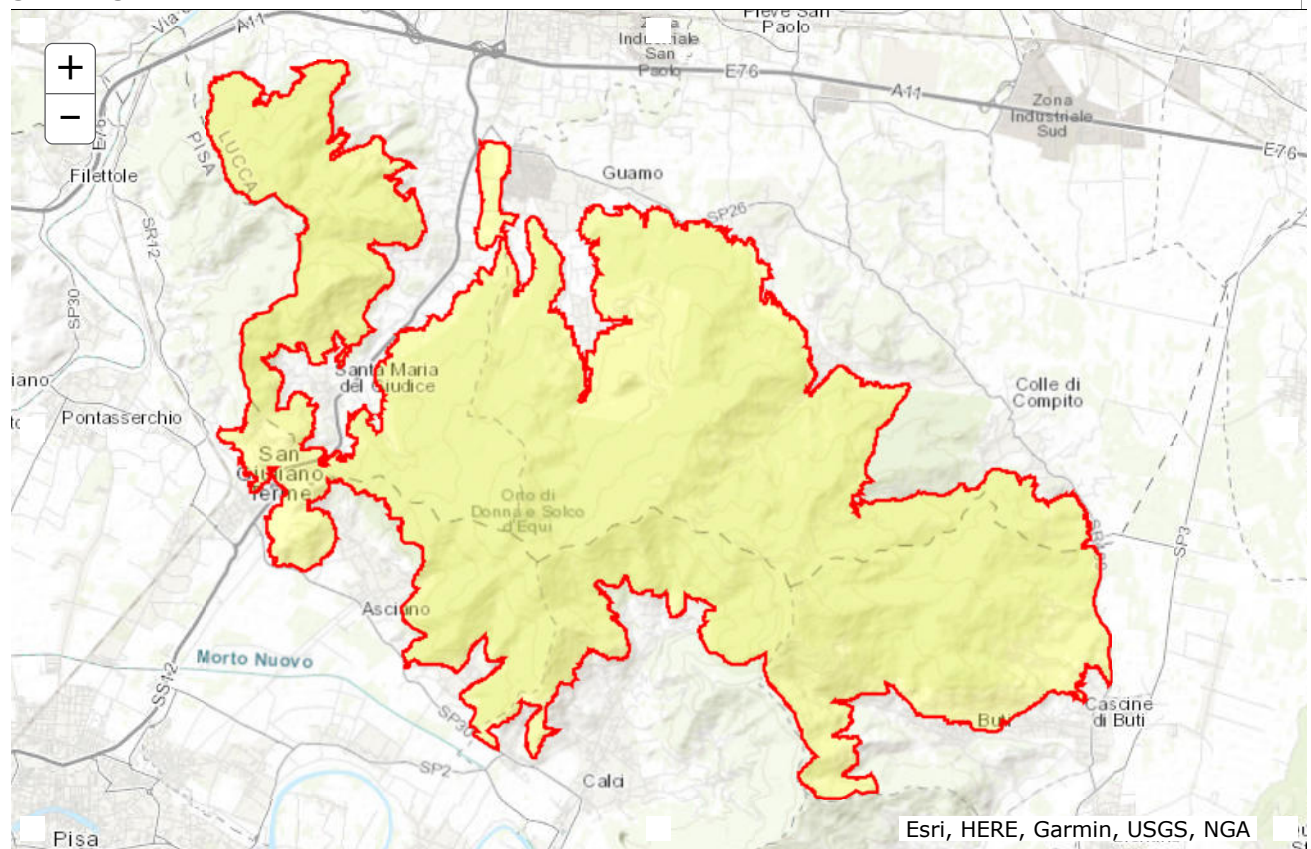 Via
A11
Pieve San
Paolo
Industriale
San
Paolo
E76
A11
Zona
Industriale
Sud
E76
+
−
LUCCA
PISA
Filettole
Guamo
SP26
SR12
SP30
Santa Maria
del Giudice
Colle di
Compito
iano
Pontasserchio
San
Giuliano
Terme
Orto di
Donna e Solco
d'Equi
SP3
Asciano
Morto Nuovo
SS12
SP30
SP2
Calci
Buti
Cascine
di Buti
Pisa
Esri, HERE, Garmin, USGS, NGA